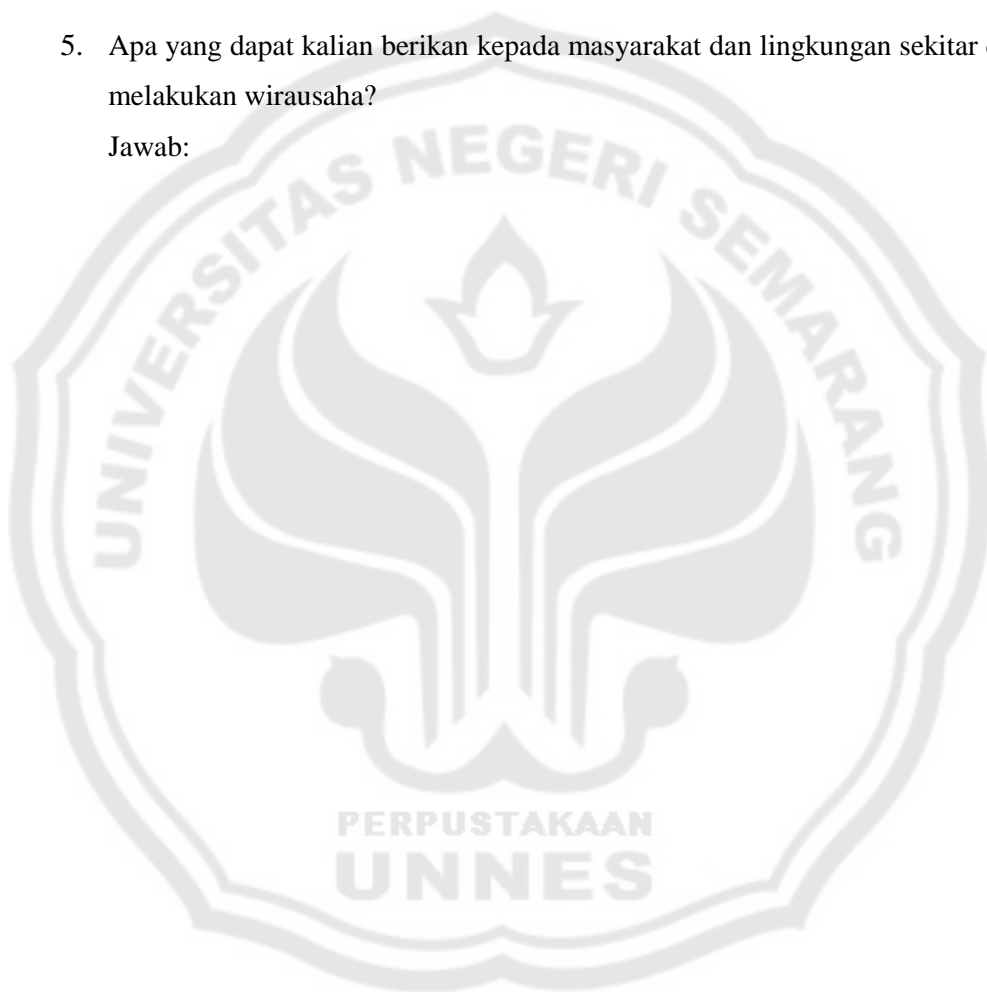 5. Apa yang dapat kalian berikan kepada masyarakat dan lingkungan sekitar
melakukan wirausaha?
Jawab:
UNIVERSITAS NEGERI SEMARANG
PERPUSTAKAAN
UNNES